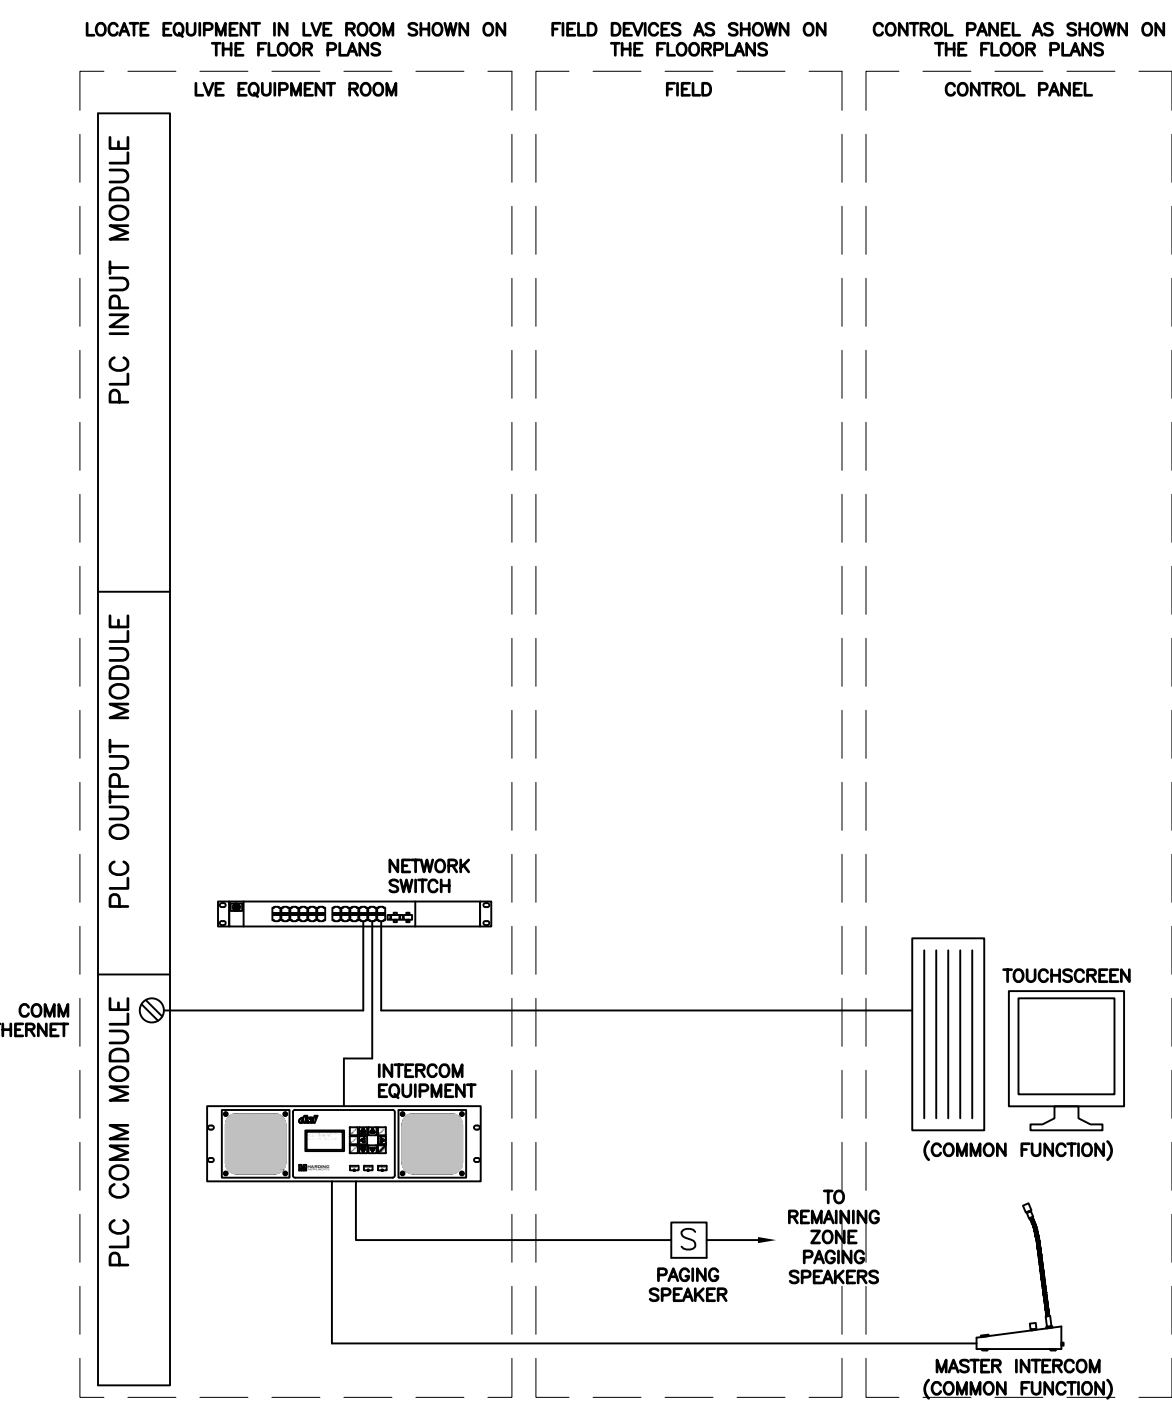 LOCATE EQUIPMENT IN LVE ROOM SHOWN ON
THE FLOOR PLANS
FIELD DEVICES AS SHOWN ON
THE FLOORPLANS
CONTROL PANEL AS SHOWN ON
THE FLOOR PLANS
LVE EQUIPMENT ROOM
FIELD
CONTROL PANEL
PLC INPUT MODULE
PLC OUTPUT MODULE
PLC COMM MODULE
NETWORK
SWITCH
COMM
THERNET
TOUCHSCREEN
(COMMON FUNCTION)
INTERCOM
EQUIPMENT
HARDING
TO
REMAINING
ZONE
PAGING
SPEAKERS
S
PAGING
SPEAKER
MASTER INTERCOM
(COMMON FUNCTION)